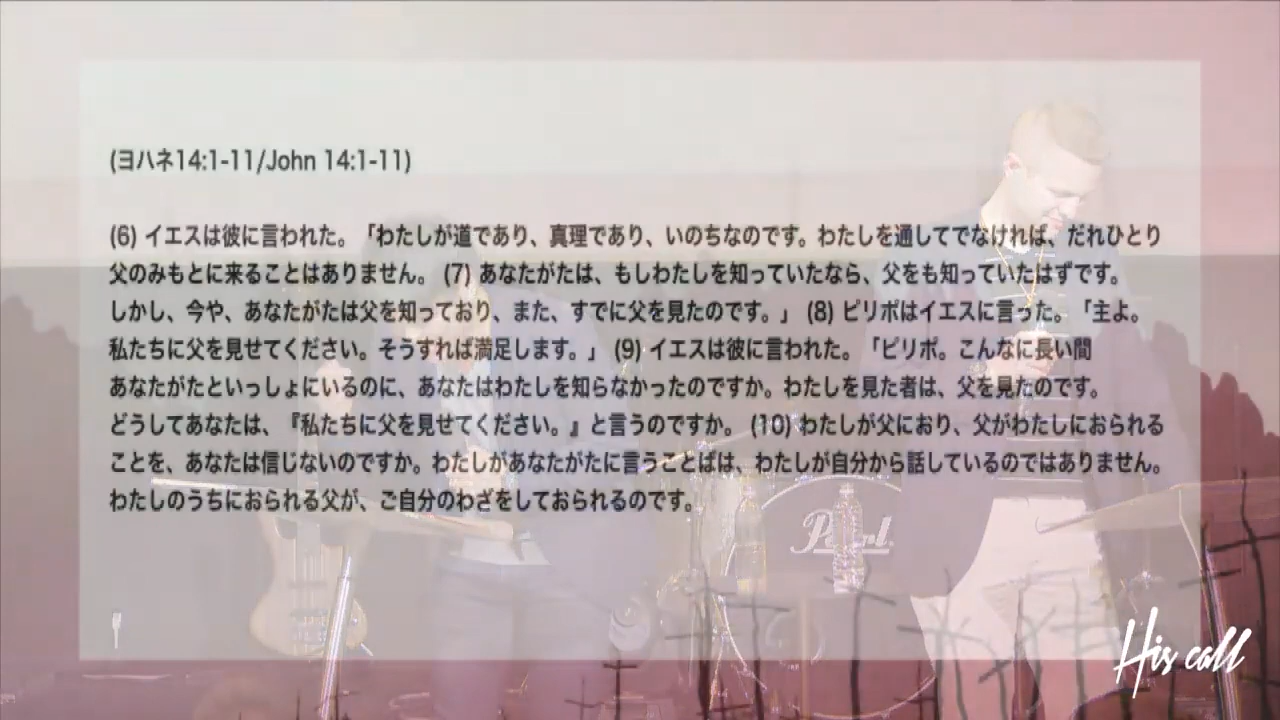 (ヨハネ14:1-11/John 14:1-11)
(6) イエスは彼に言われた。「わたしが道であり、真理であり、いのちなのです。わたしを通してでなければ、だれひとり
父のみもとに来ることはありません。 (7) あなたがたは、もしわたしを知っていたなら、父をも知っていたはずです。
しかし、今や、あなたがたは父を知っており、また、すでに父を見たのです。」 (8) ピリポはイエスに言った。「主よ。
私たちに父を見せてください。そうすれば満足します。」 (9) イエスは彼に言われた。「ピリポ。こんなに長い間
あなたがたといっしょにいるのに、あなたはわたしを知らなかったのですか。わたしを見た者は、父を見たのです。
どうしてあなたは、『私たちに父を見せてください。』と言うのですか。 (10) わたしが父におり、父がわたしにおられる
ことを、あなたは信じないのですか。わたしがあなたがたに言うことばは、わたしが自分から話しているのではありません。
わたしのうちにおられる父が、ご自分のわざをしておられるのです。
Pearl.
His call